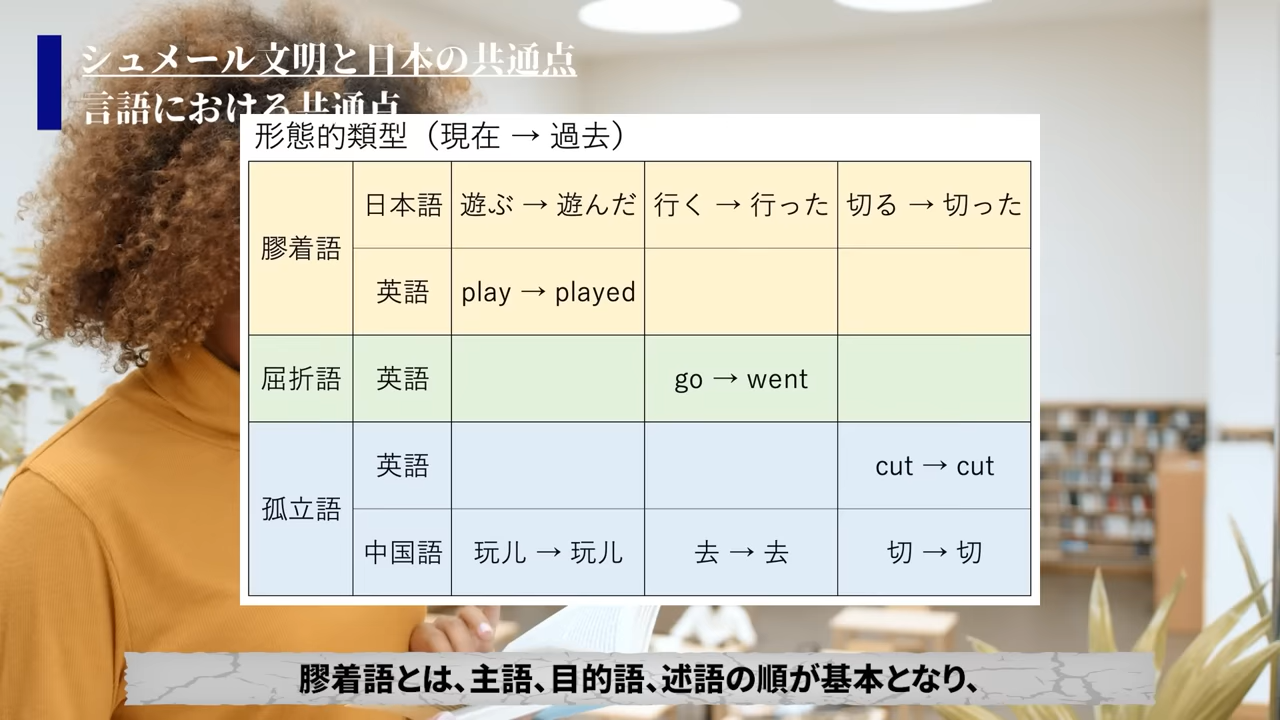 シュメール文明と日本の共通点
言語における共通点
形態的類型（現在 → 過去）
膠着語
日本語
遊ぶ → 遊んだ
行く → 行った
切る → 切った
英語
play → played
屈折語
英語
go → went
孤立語
英語
cut → cut
中国語
玩儿 → 玩儿
去 → 去
切 → 切
膠着語とは、主語、目的語、述語の順が基本となり、